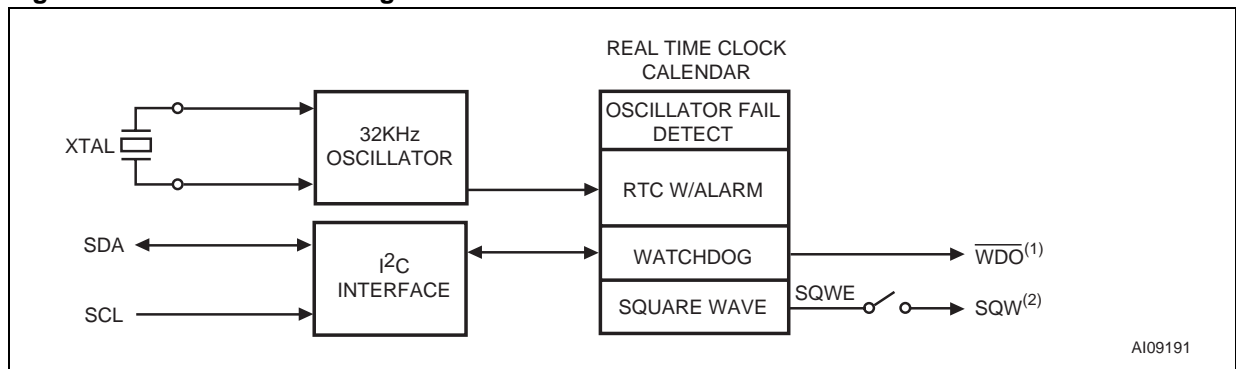 REAL TIME CLOCK
CALENDAR
OSCILLATOR FAIL
DETECT
XTAL
32KHz
OSCILLATOR
RTC W/ALARM
SDA
I2C
INTERFACE
WATCHDOG
WDO(1)
SCL
SQUARE WAVE
SQWE
SQW(2)
AI09191